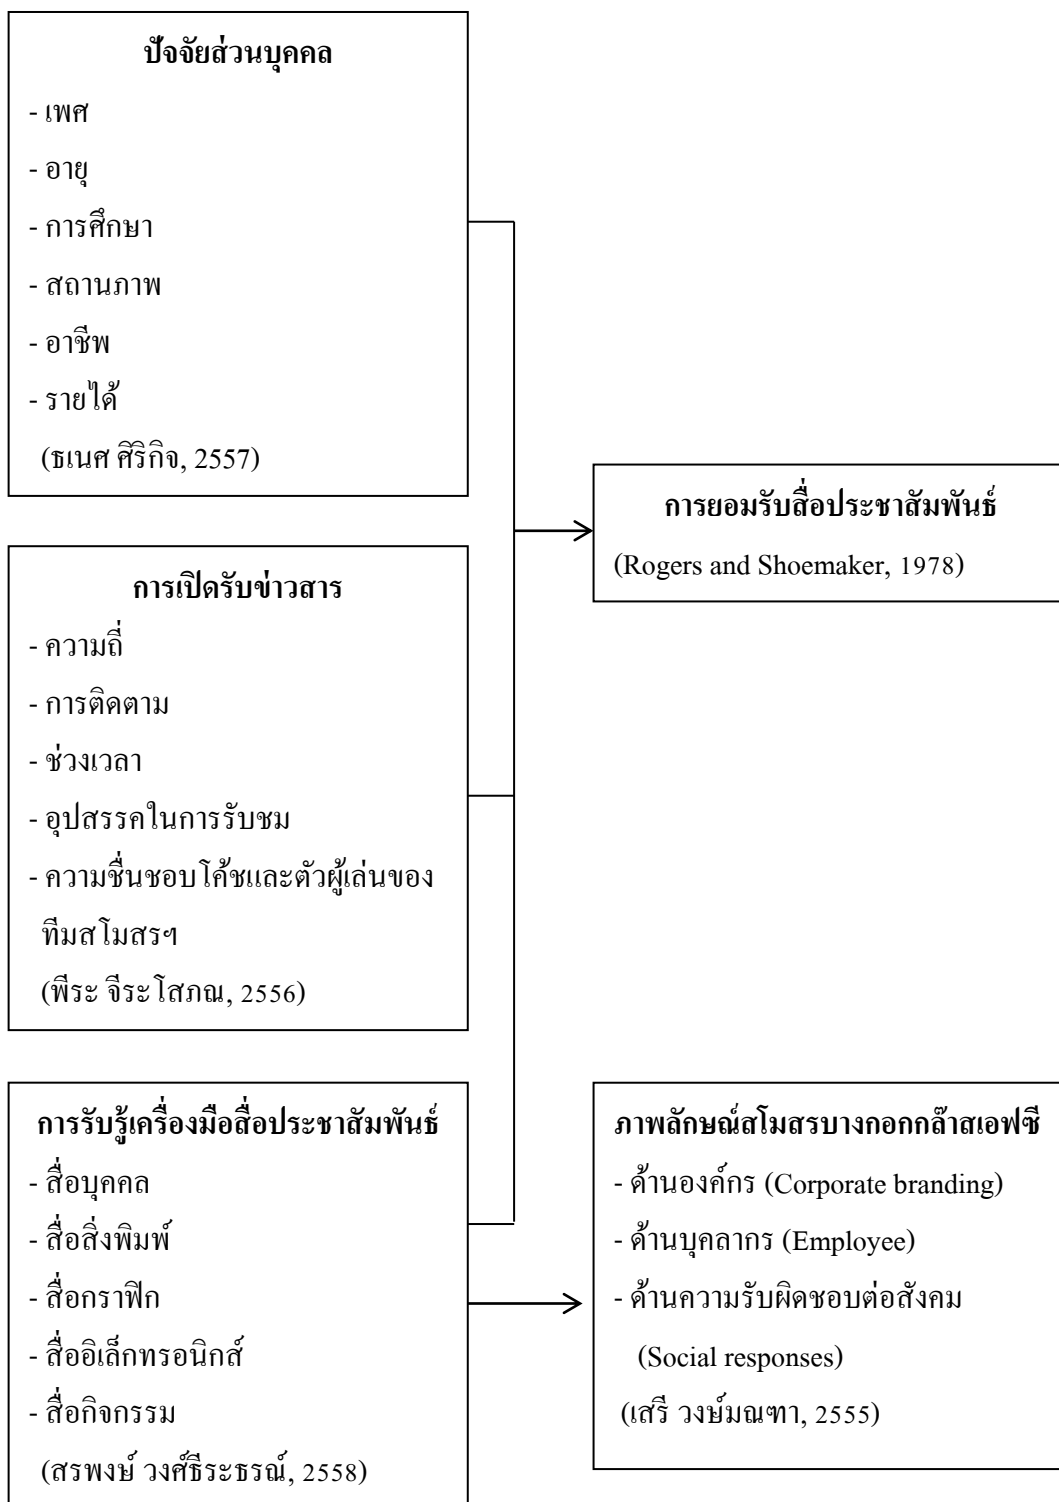 ปัจจัยส่วนบุคคล
- เพศ
- อายุ
- การศึกษา
- สถานภาพ
- อาชีพ
- รายได้
(ธเนศ ศิริกิจ, 2557)
การยอมรับสื่อประชาสัมพันธ์
(Rogers and Shoemaker, 1978)
การเปิดรับข่าวสาร
- ความถี่
- การติดตาม
- ช่วงเวลา
- อุปสรรคในการรับชม
- ความชื่นชอบโค้ชและตัวผู้เล่นของ
ทีมสโมสรฯ
(พีระ จิระโสภณ, 2556)
การรับรู้เครื่องมือสื่อประชาสัมพันธ์
- สื่อบุคคล
- สื่อสิ่งพิมพ์
- สื่อกราฟิก
- สื่ออิเล็กทรอนิกส์
- สื่อกิจกรรม
(สรพงษ์ วงศ์ธีระธรณ์, 2558)
ภาพลักษณ์สโมสรบางกอกกล๊าสเอฟซี
- ด้านองค์กร (Corporate branding)
- ด้านบุคลากร (Employee)
- ด้านความรับผิดชอบต่อสังคม
(Social responses)
(เสรี วงษ์มณฑา, 2555)